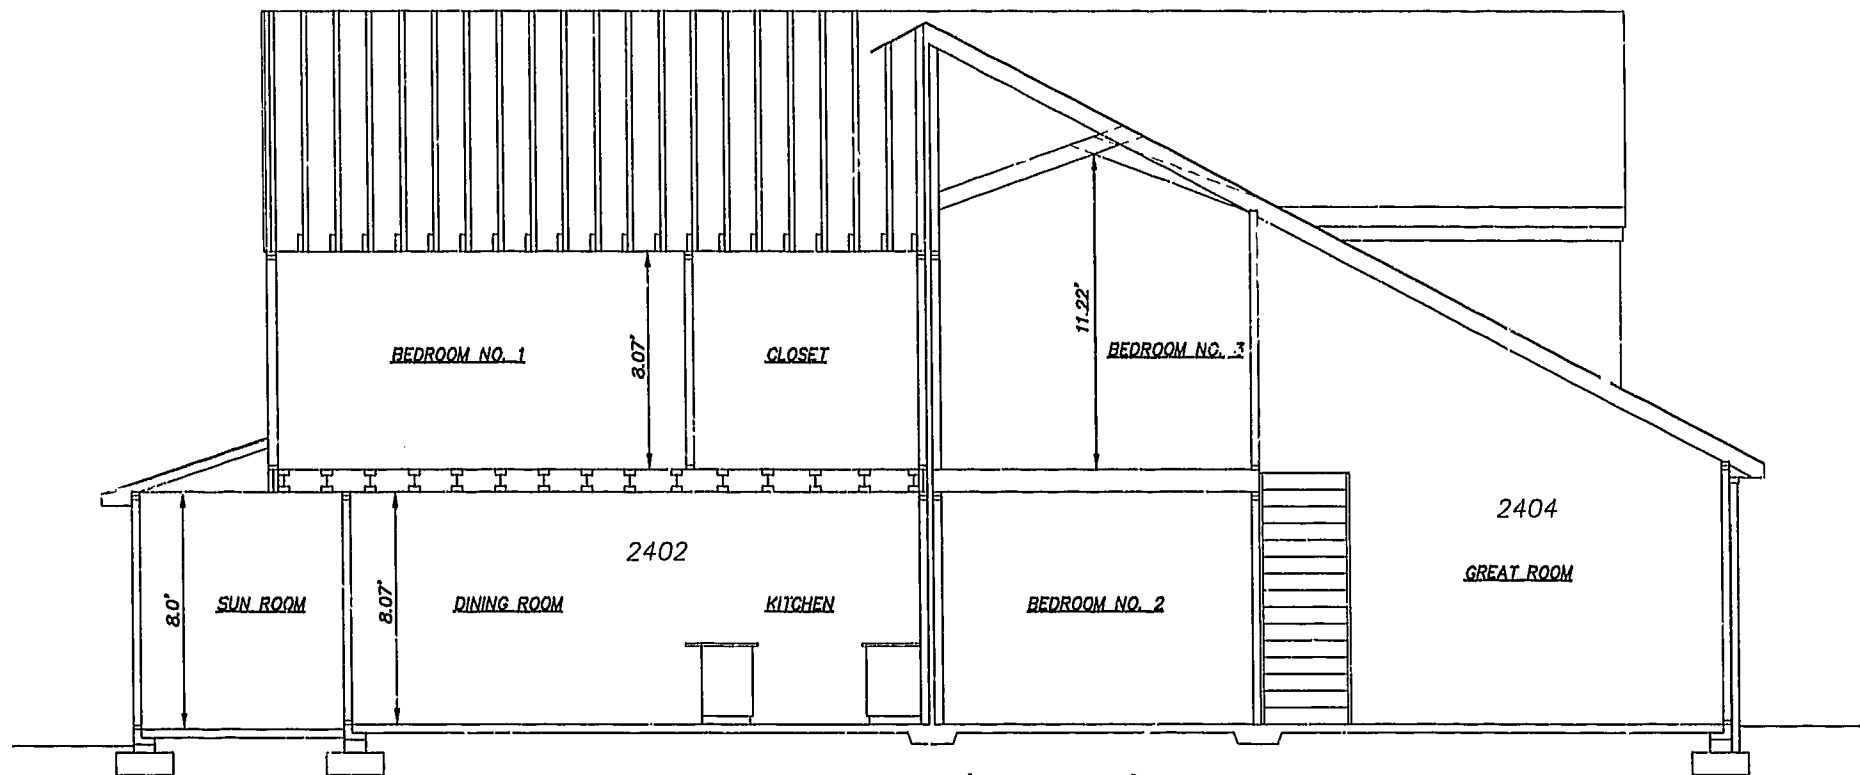 11.22'
BEDROOM NO. 1
8.07'
CLOSET
BEDROOM NO. 3
2404
2402
GREAT ROOM
8.0'
SUN ROOM
8.07'
DINING ROOM
KITCHEN
BEDROOM NO. 2